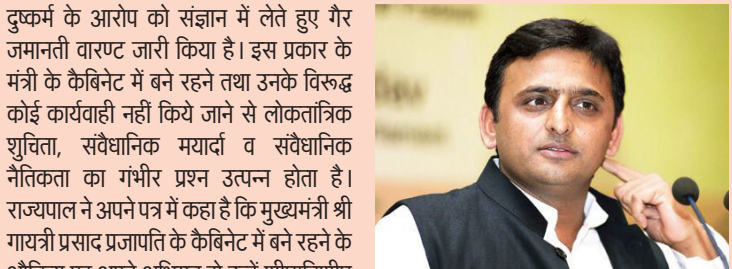 दुष्कर्म के आरोप को संज्ञान में लेते हुए गैर
जमानती वारण्ट जारी किया है। इस प्रकार के
मंत्री के कैबिनेट में बने रहने तथा उनके विरूद्ध
कोई कार्यवाही नहीं किये जाने से लोकतांत्रिक
शुचिता, संवैधानिक मयार्दा व संवैधानिक
नैतिकता का गंभीर प्रश्न उत्पन्न होता है।
राज्यपाल ने अपने पत्र में कहा है कि मुख्यमंत्री श्री
गायत्री प्रसाद प्रजापति के कैबिनेट में बने रहने के